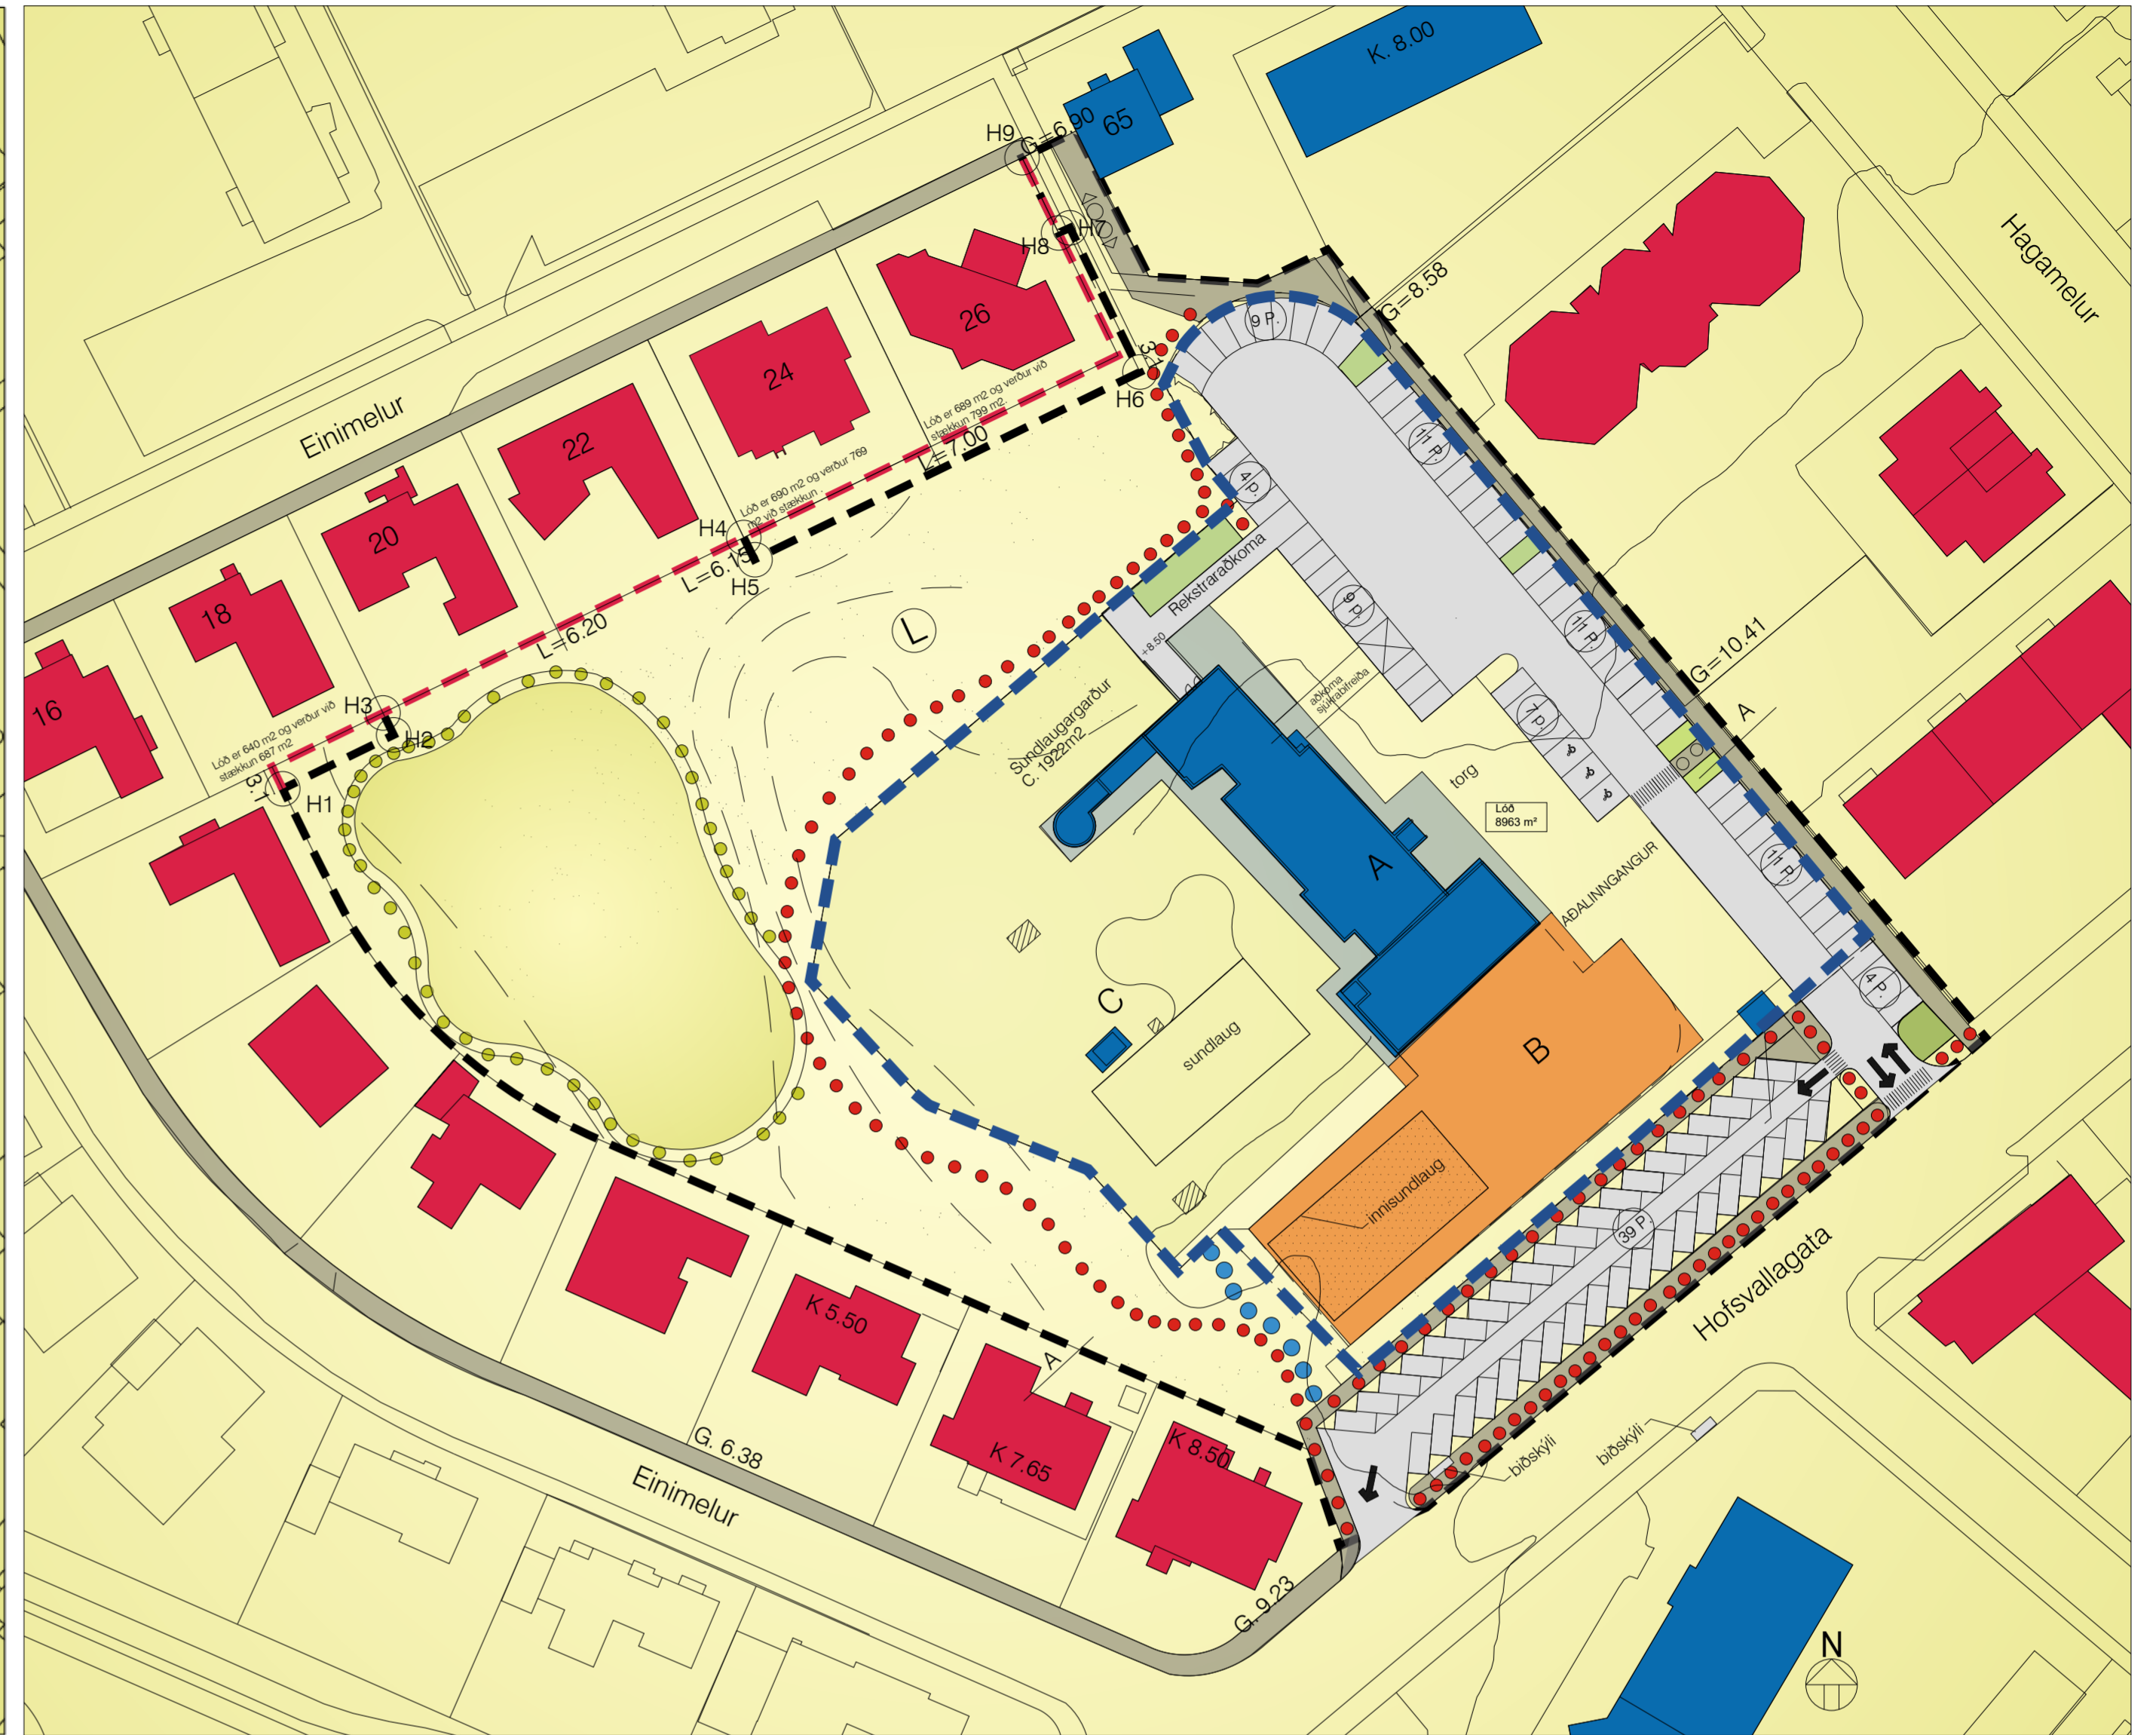 K. 8.00
65
G=6.90
H9
H7
H8
Hagamelur
G=8.58
9 P.
26
H6
24
Lóð er 689 m2 og verður við
stækkun 799 m2.
L=7.00
11 P.
Einimelur
22
4 P.
Lóð er 690 m2 og verður 769
m2 við stækkun
H4
L=6.15
H5
20
Rekstraraðkoma
9 p.
18
L=6.20
L
11 P.
+8.50
G=10.41
Sundlaugargarður
C. 1922m2
aðkoma
sjúkrabifreiða
16
H3
H2
Lóð er 640 m2 og verður við
stækkun 687 m2
H1
7 P.
A
torg
Lóð
8963 m²
A
11 P.
AÐALINNGANGUR
C
4 P.
sundlaug
B
innisundlaug
39 P.
Hofsvallagata
K 5.50
A
K 7.65
K 8.50
G. 6.38
Einimelur
biðskýli
biðskýli
G. 9.23
N